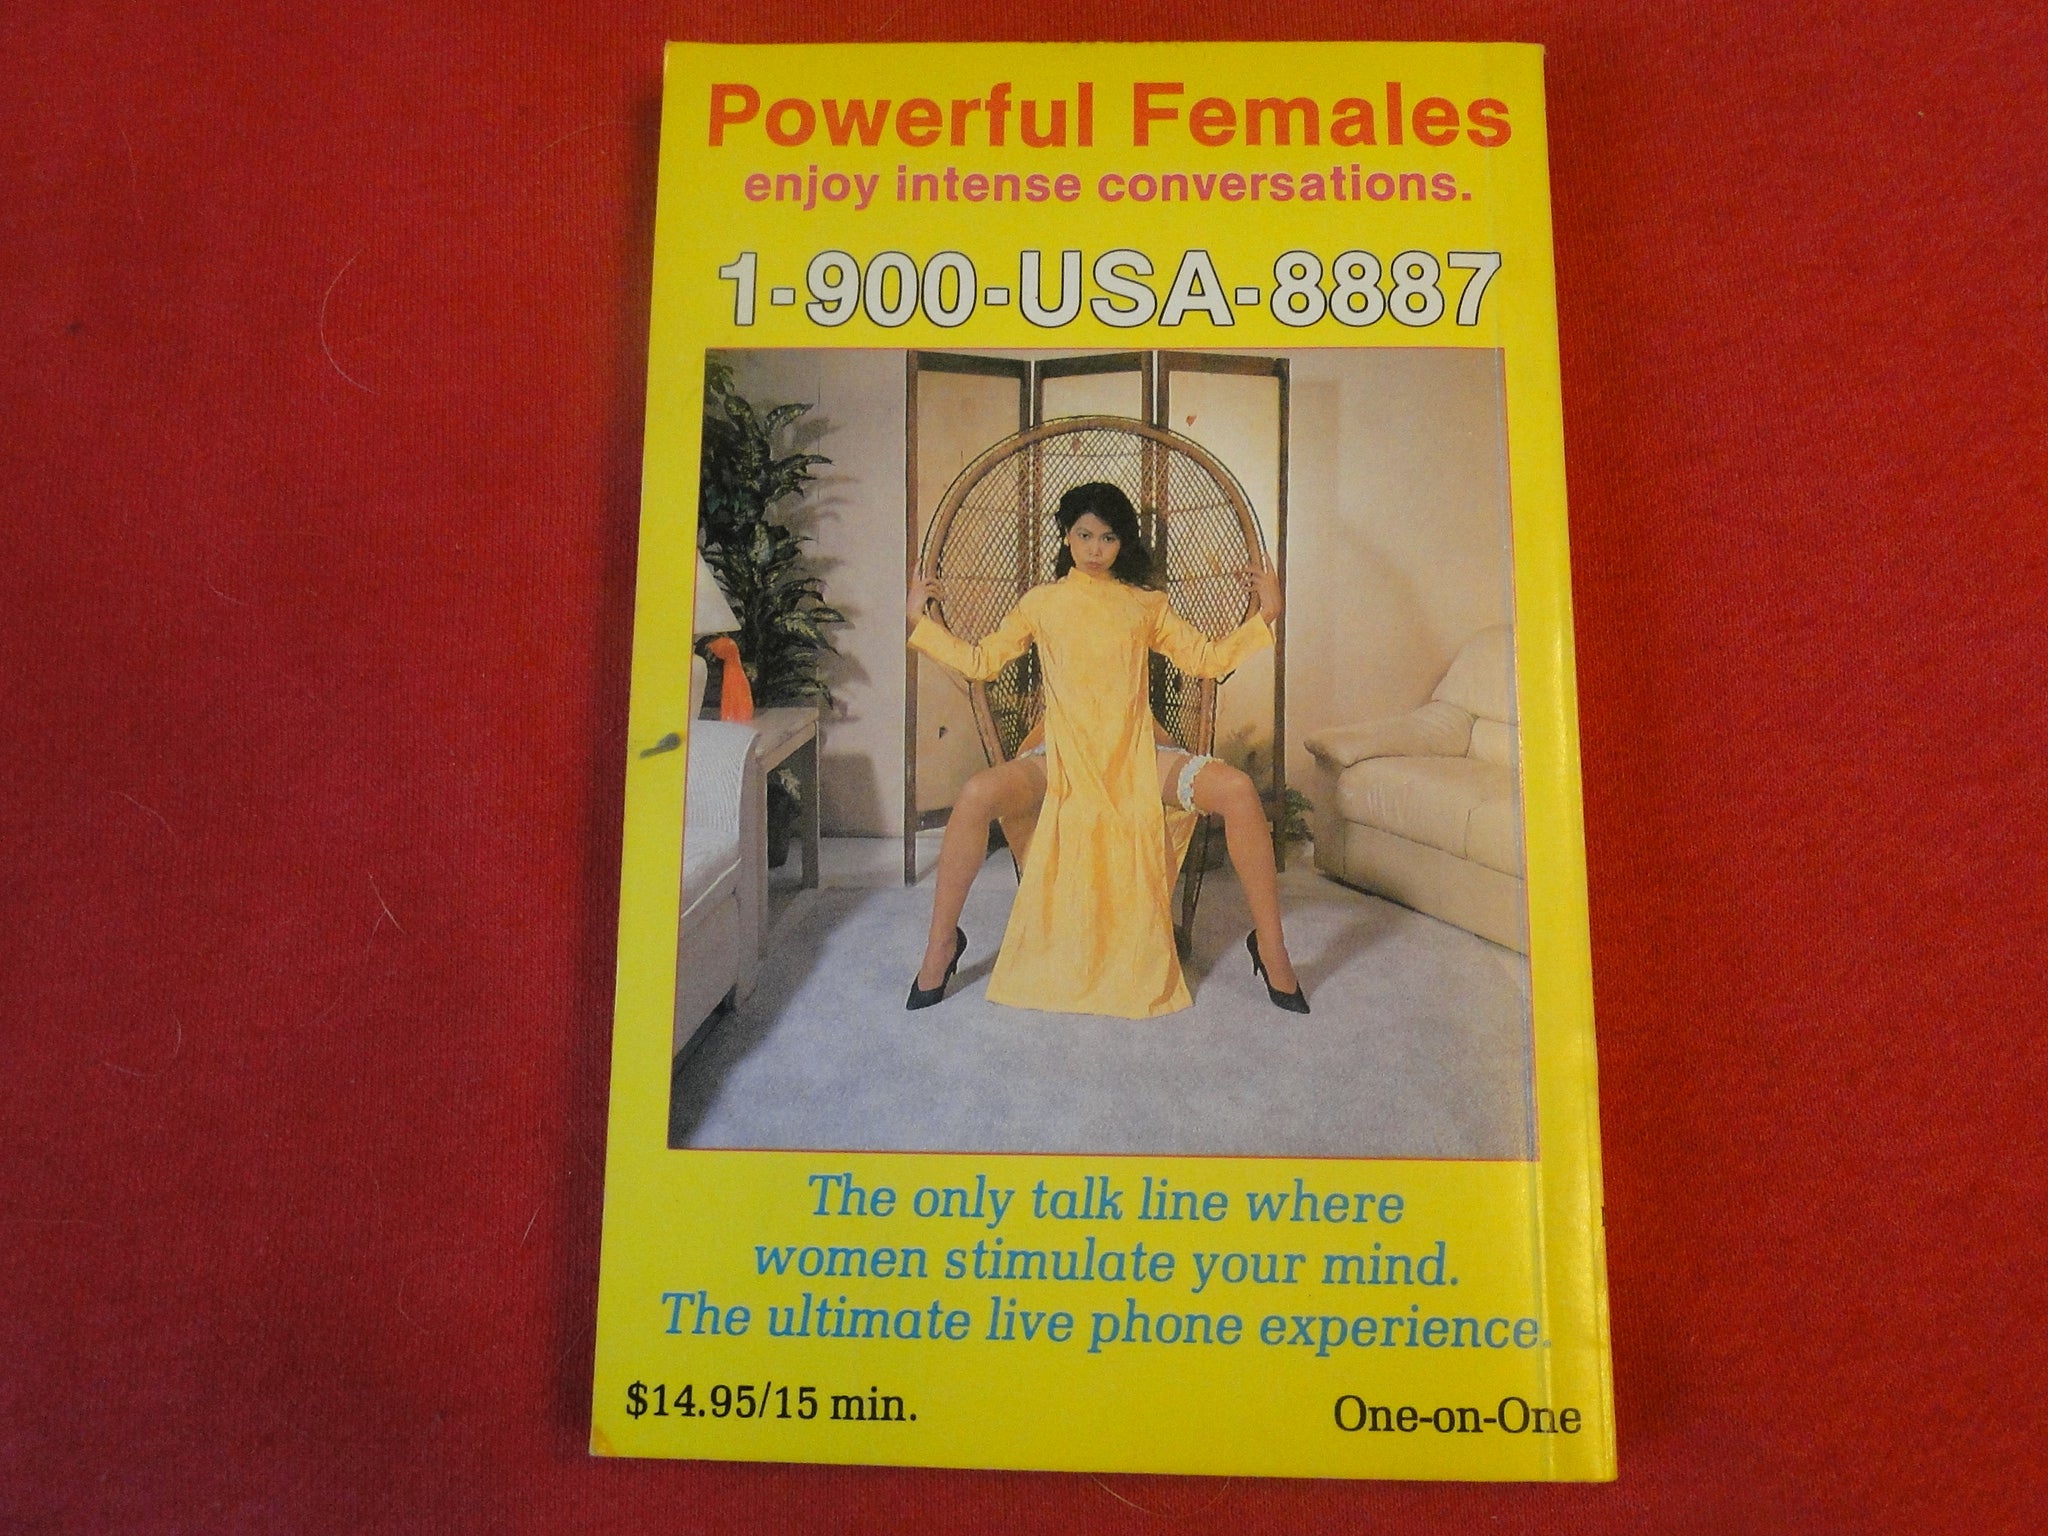 Powerful Females
enjoy intense conversations.
1-900-USA-8887
The only talk line where
women stimulate your mind.
The ultimate live phone experience.
$14.95/15 min.
One-on-One